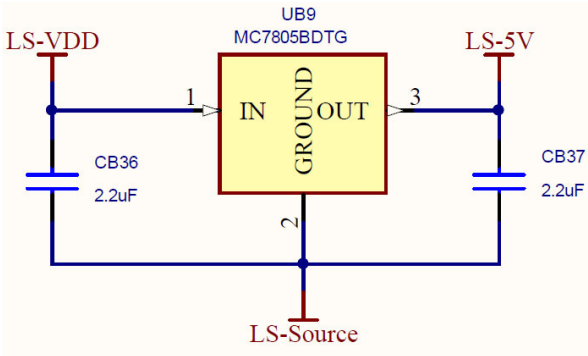 UB9
LS-VDD
MC7805BDTG
LS-5V
1
IN
GROUND
OUT
3
CB36
2.2uF
CB37
2.2uF
2
LS-Source